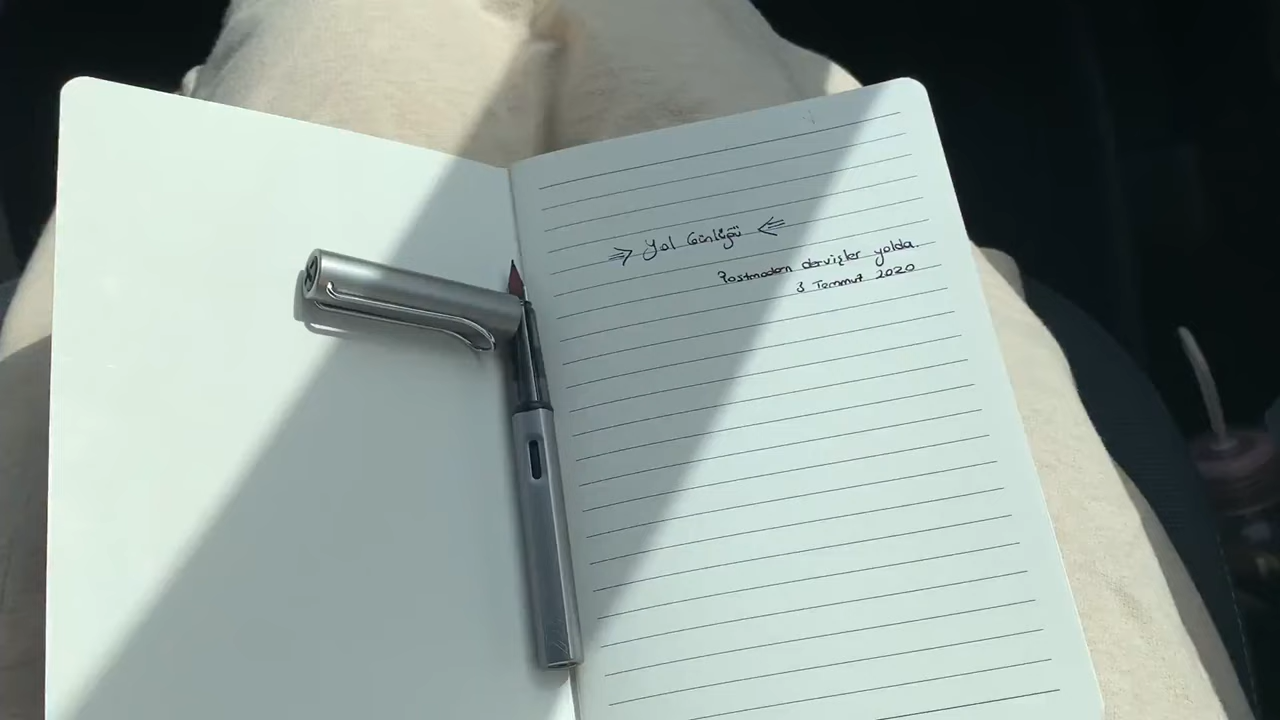 ⇒ Yol Günlüğü ⇐
Postmodern dervişler yolda.
3 Temmuz 2020